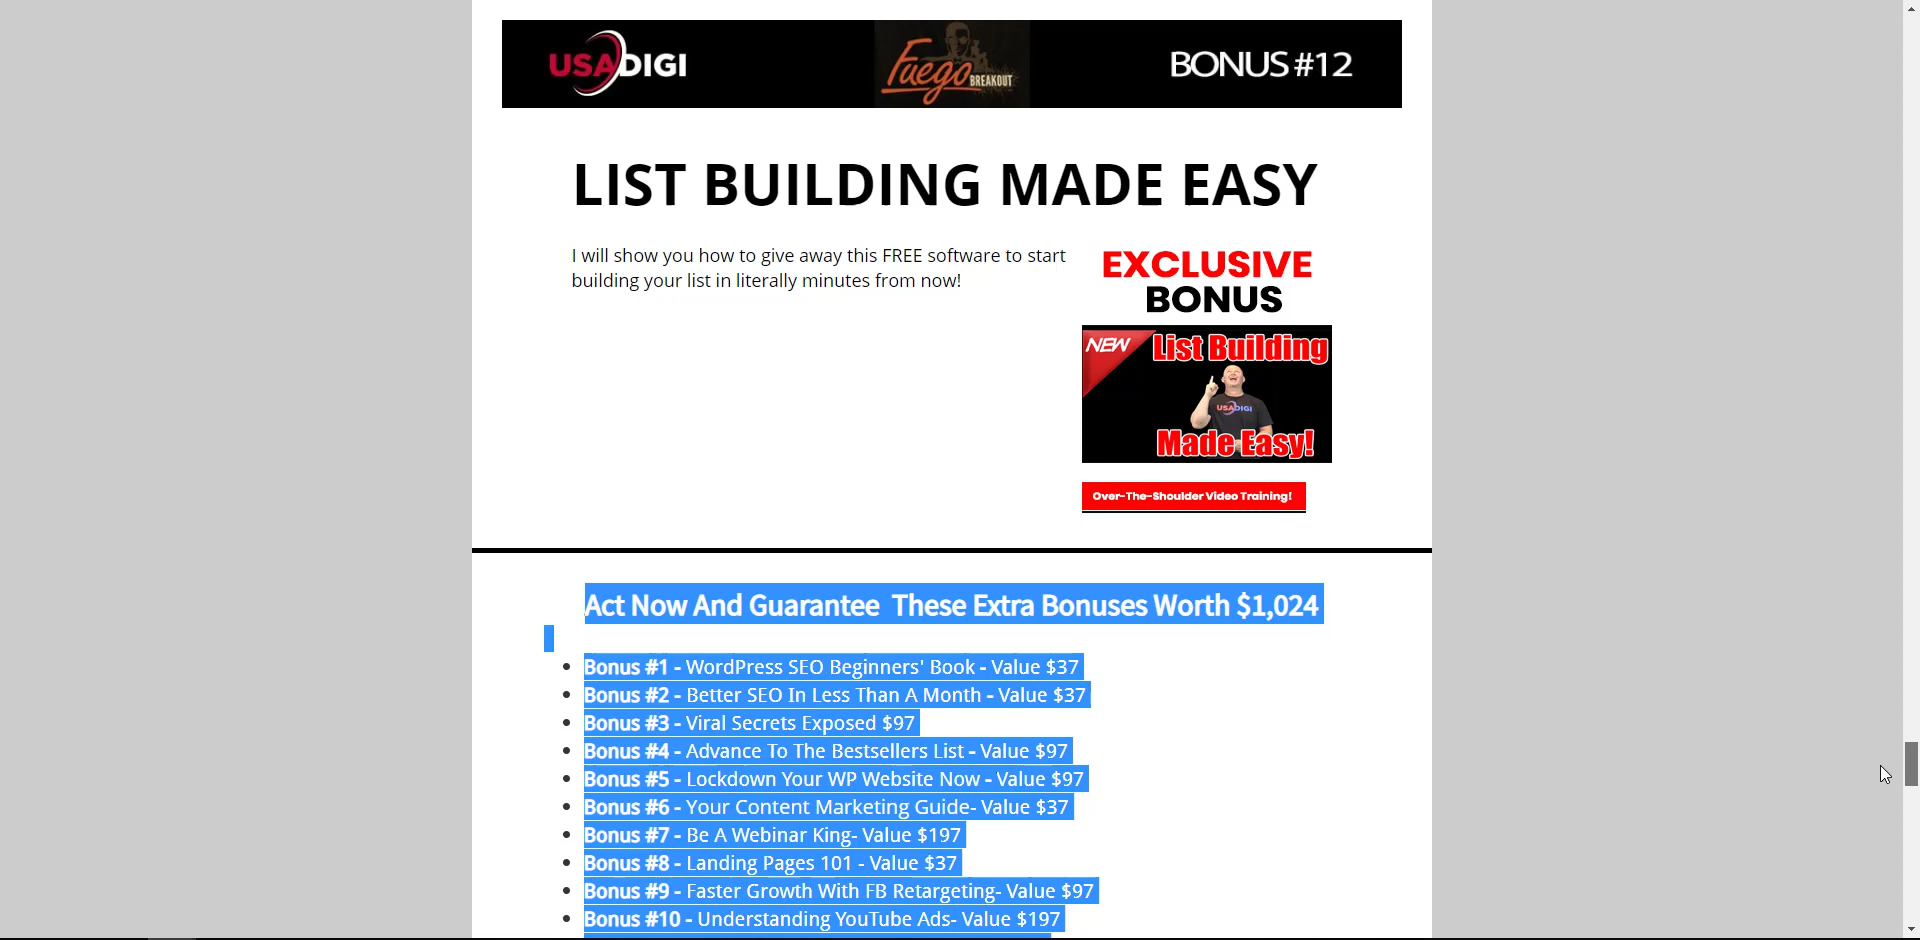 USADIGI
Fuego BREAKOUT
BONUS #12
LIST BUILDING MADE EASY
I will show you how to give away this FREE software to start
building your list in literally minutes from now!
EXCLUSIVE
BONUS
NEW
List Building
USADIGI
Made Easy!
Over-The-Shoulder Video Training!
Act Now And Guarantee  These Extra Bonuses Worth $1,024
Bonus #1 - WordPress SEO Beginners' Book - Value $37
Bonus #2 - Better SEO In Less Than A Month - Value $37
Bonus #3 - Viral Secrets Exposed $97
Bonus #4 - Advance To The Bestsellers List - Value $97
Bonus #5 - Lockdown Your WP Website Now - Value $97
Bonus #6 - Your Content Marketing Guide- Value $37
Bonus #7 - Be A Webinar King- Value $197
Bonus #8 - Landing Pages 101 - Value $37
Bonus #9 - Faster Growth With FB Retargeting- Value $97
Bonus #10 - Understanding YouTube Ads- Value $197